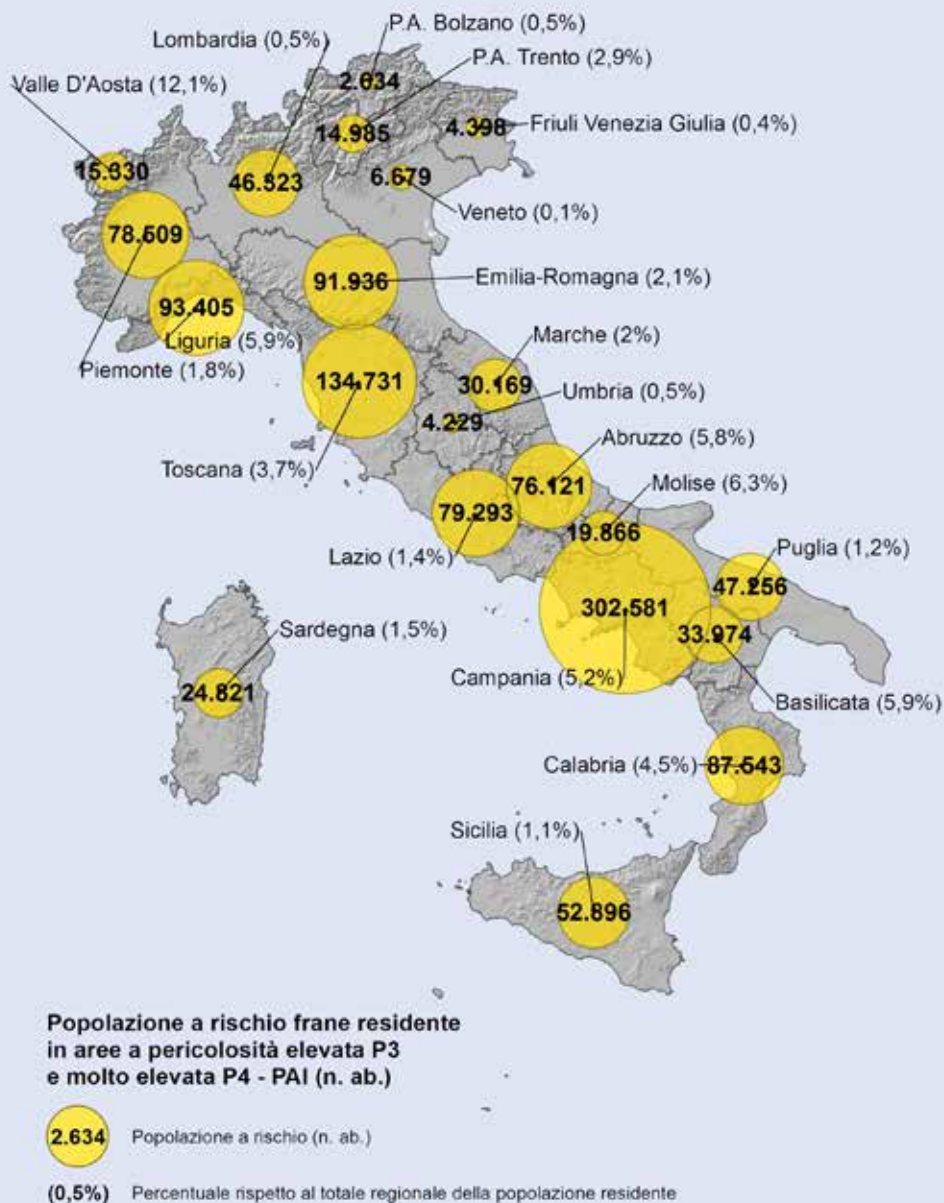 P.A. Bolzano (0,5%)
Lombardia (0,5%)
2.634
P.A. Trento (2,9%)
Valle D'Aosta (12,1%)
14.985
4.398
Friuli Venezia Giulia (0,4%)
15.330
46.323
6.679
Veneto (0,1%)
78.509
91.936
Emilia-Romagna (2,1%)
93.405
Liguria (5,9%)
Marche (2%)
Piemonte (1,8%)
134.731
30.169
Umbria (0,5%)
4.229
Abruzzo (5,8%)
Toscana (3,7%)
76.121
Molise (6,3%)
79.293
19.866
Puglia (1,2%)
Lazio (1,4%)
47.256
302.581
33.974
Sardegna (1,5%)
Campania (5,2%)
24.821
Basilicata (5,9%)
Calabria (4,5%)
87.543
Sicilia (1,1%)
52.896
Popolazione a rischio frane residente
in aree a pericolosità elevata P3
e molto elevata P4 - PAI (n. ab.)
2.634 Popolazione a rischio (n. ab.)
(0,5%) Percentuale rispetto al totale regionale della popolazione residente